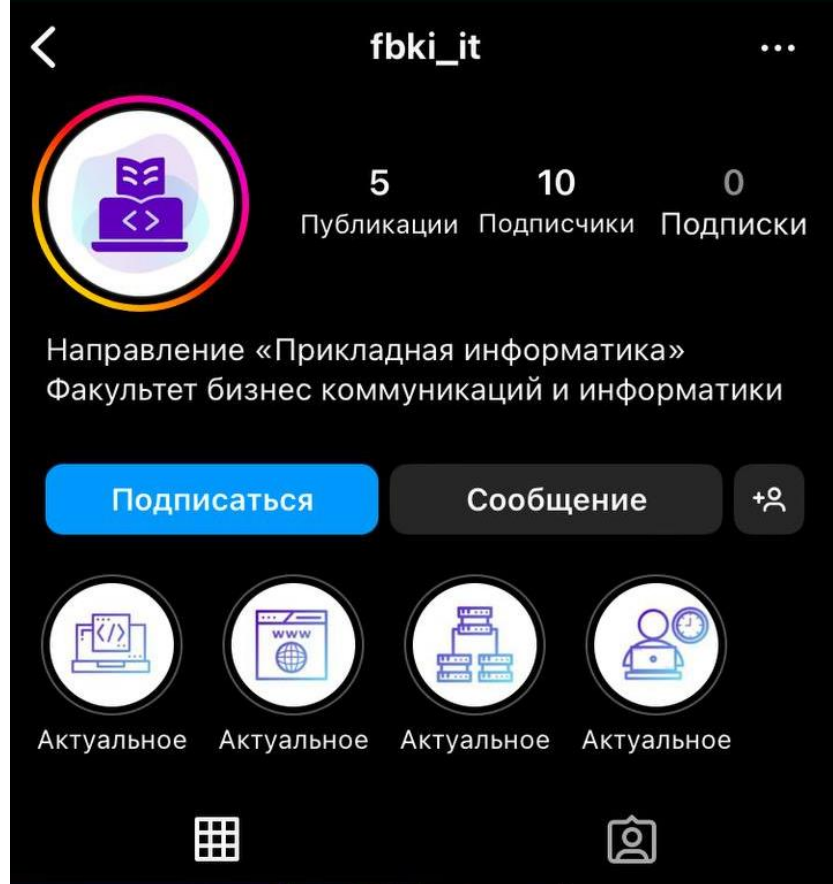 fbki_it
5 10 0
Публикации Подписчики Подписки
Направление «Прикладная информатика»
Факультет бизнес коммуникаций и информатики
Подписаться Сообщение
www
Актуальное Актуальное Актуальное Актуальное